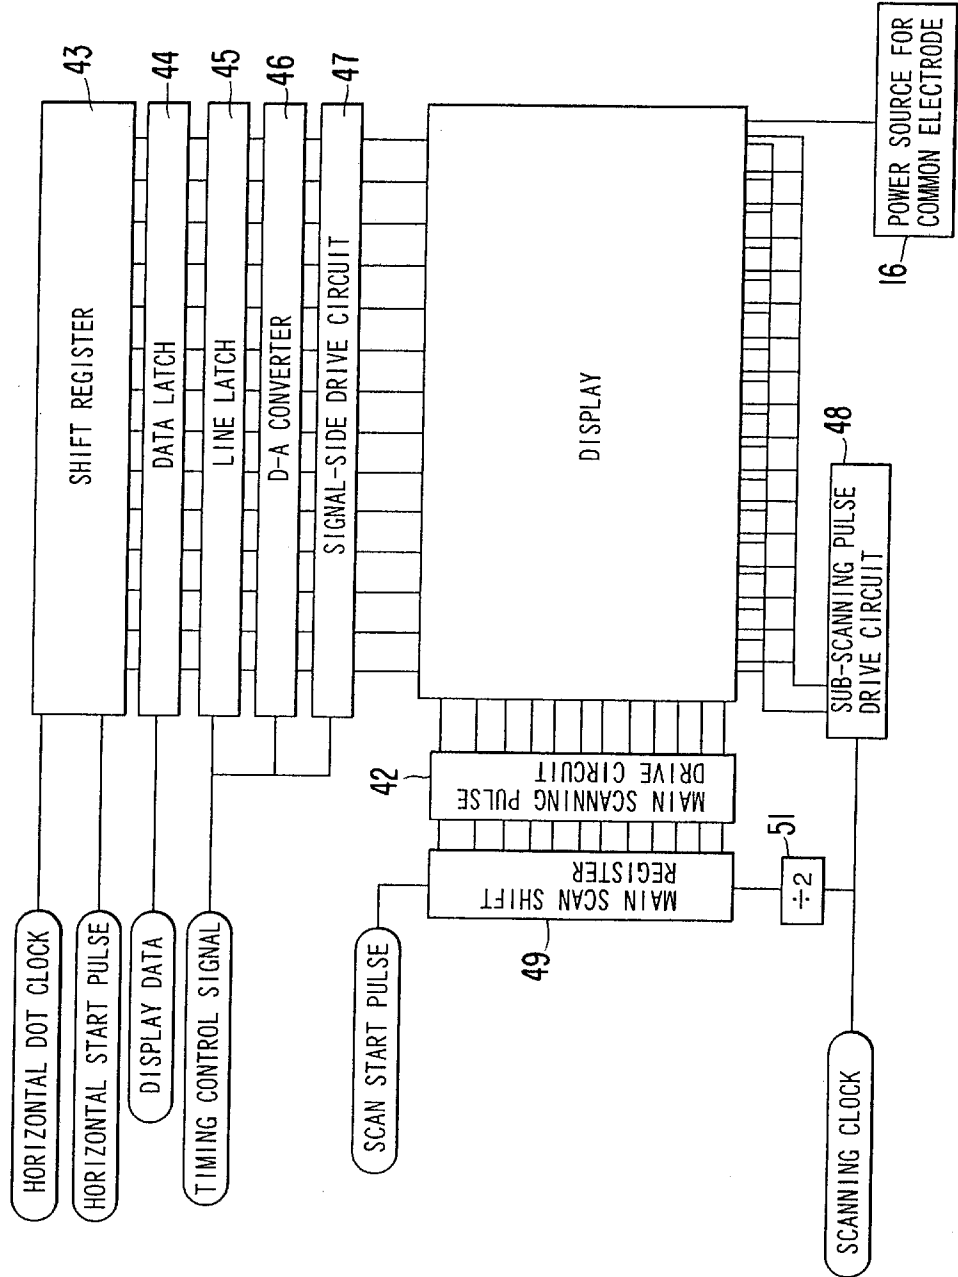 HORIZONTAL DOT CLOCK
HORIZONTAL START PULSE
DISPLAY DATA
TIMING CONTROL SIGNAL
SHIFT REGISTER
43
DATA LATCH
44
LINE LATCH
45
D-A CONVERTER
46
SIGNAL-SIDE DRIVE CIRCUIT
47
SCAN START PULSE
MAIN SCAN SHIFT
REGISTER
49
MAIN SCANNING PULSE
DRIVE CIRCUIT
42
DISPLAY
÷2
51
SCANNING CLOCK
SUB-SCANNING PULSE
DRIVE CIRCUIT
48
POWER SOURCE FOR
COMMON ELECTRODE
16